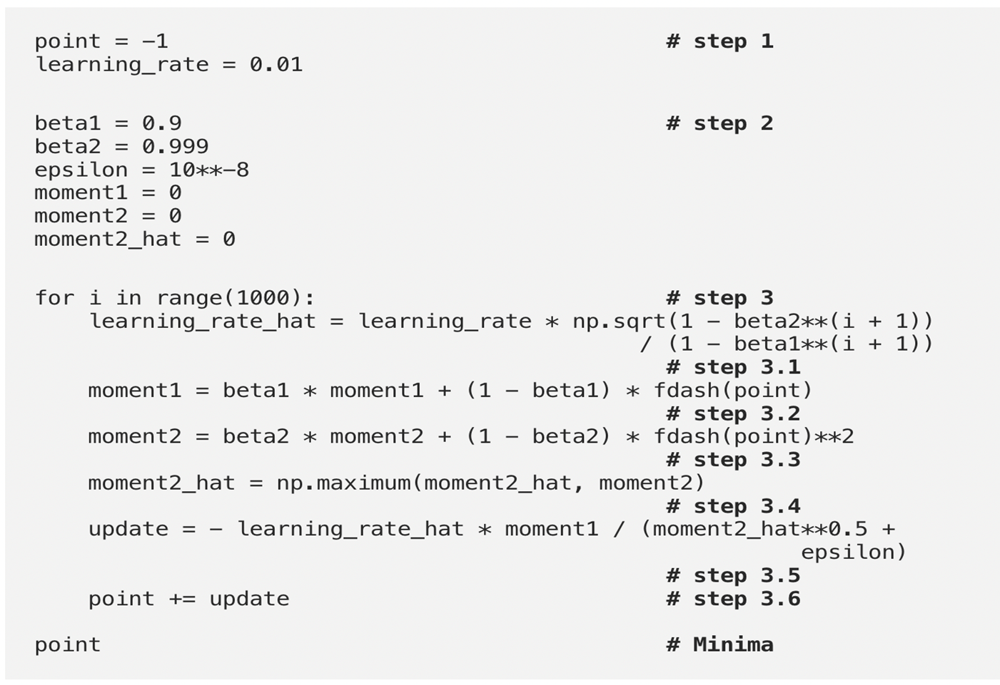 point = −1 # step 1
learning_rate = 0.01
beta1 = 0.9 # step 2
beta2 = 0.999
epsilon = 10**−8
moment1 = 0
moment2 = 0
moment2_hat = 0
for i in range(1000): # step 3
learning_rate_hat = learning_rate * np.sqrt(1 − beta2**(i + 1))
/ (1 − beta1**(i + 1))
# step 3.1
moment1 = beta1 * moment1 + (1 − beta1) * fdash(point)
# step 3.2
moment2 = beta2 * moment2 + (1 − beta2) * fdash(point)**2
# step 3.3
moment2_hat = np.maximum(moment2_hat, moment2)
# step 3.4
update = − learning_rate_hat * moment1 / (moment2_hat**0.5 +
epsilon)
# step 3.5
point += update # step 3.6
point # Minima